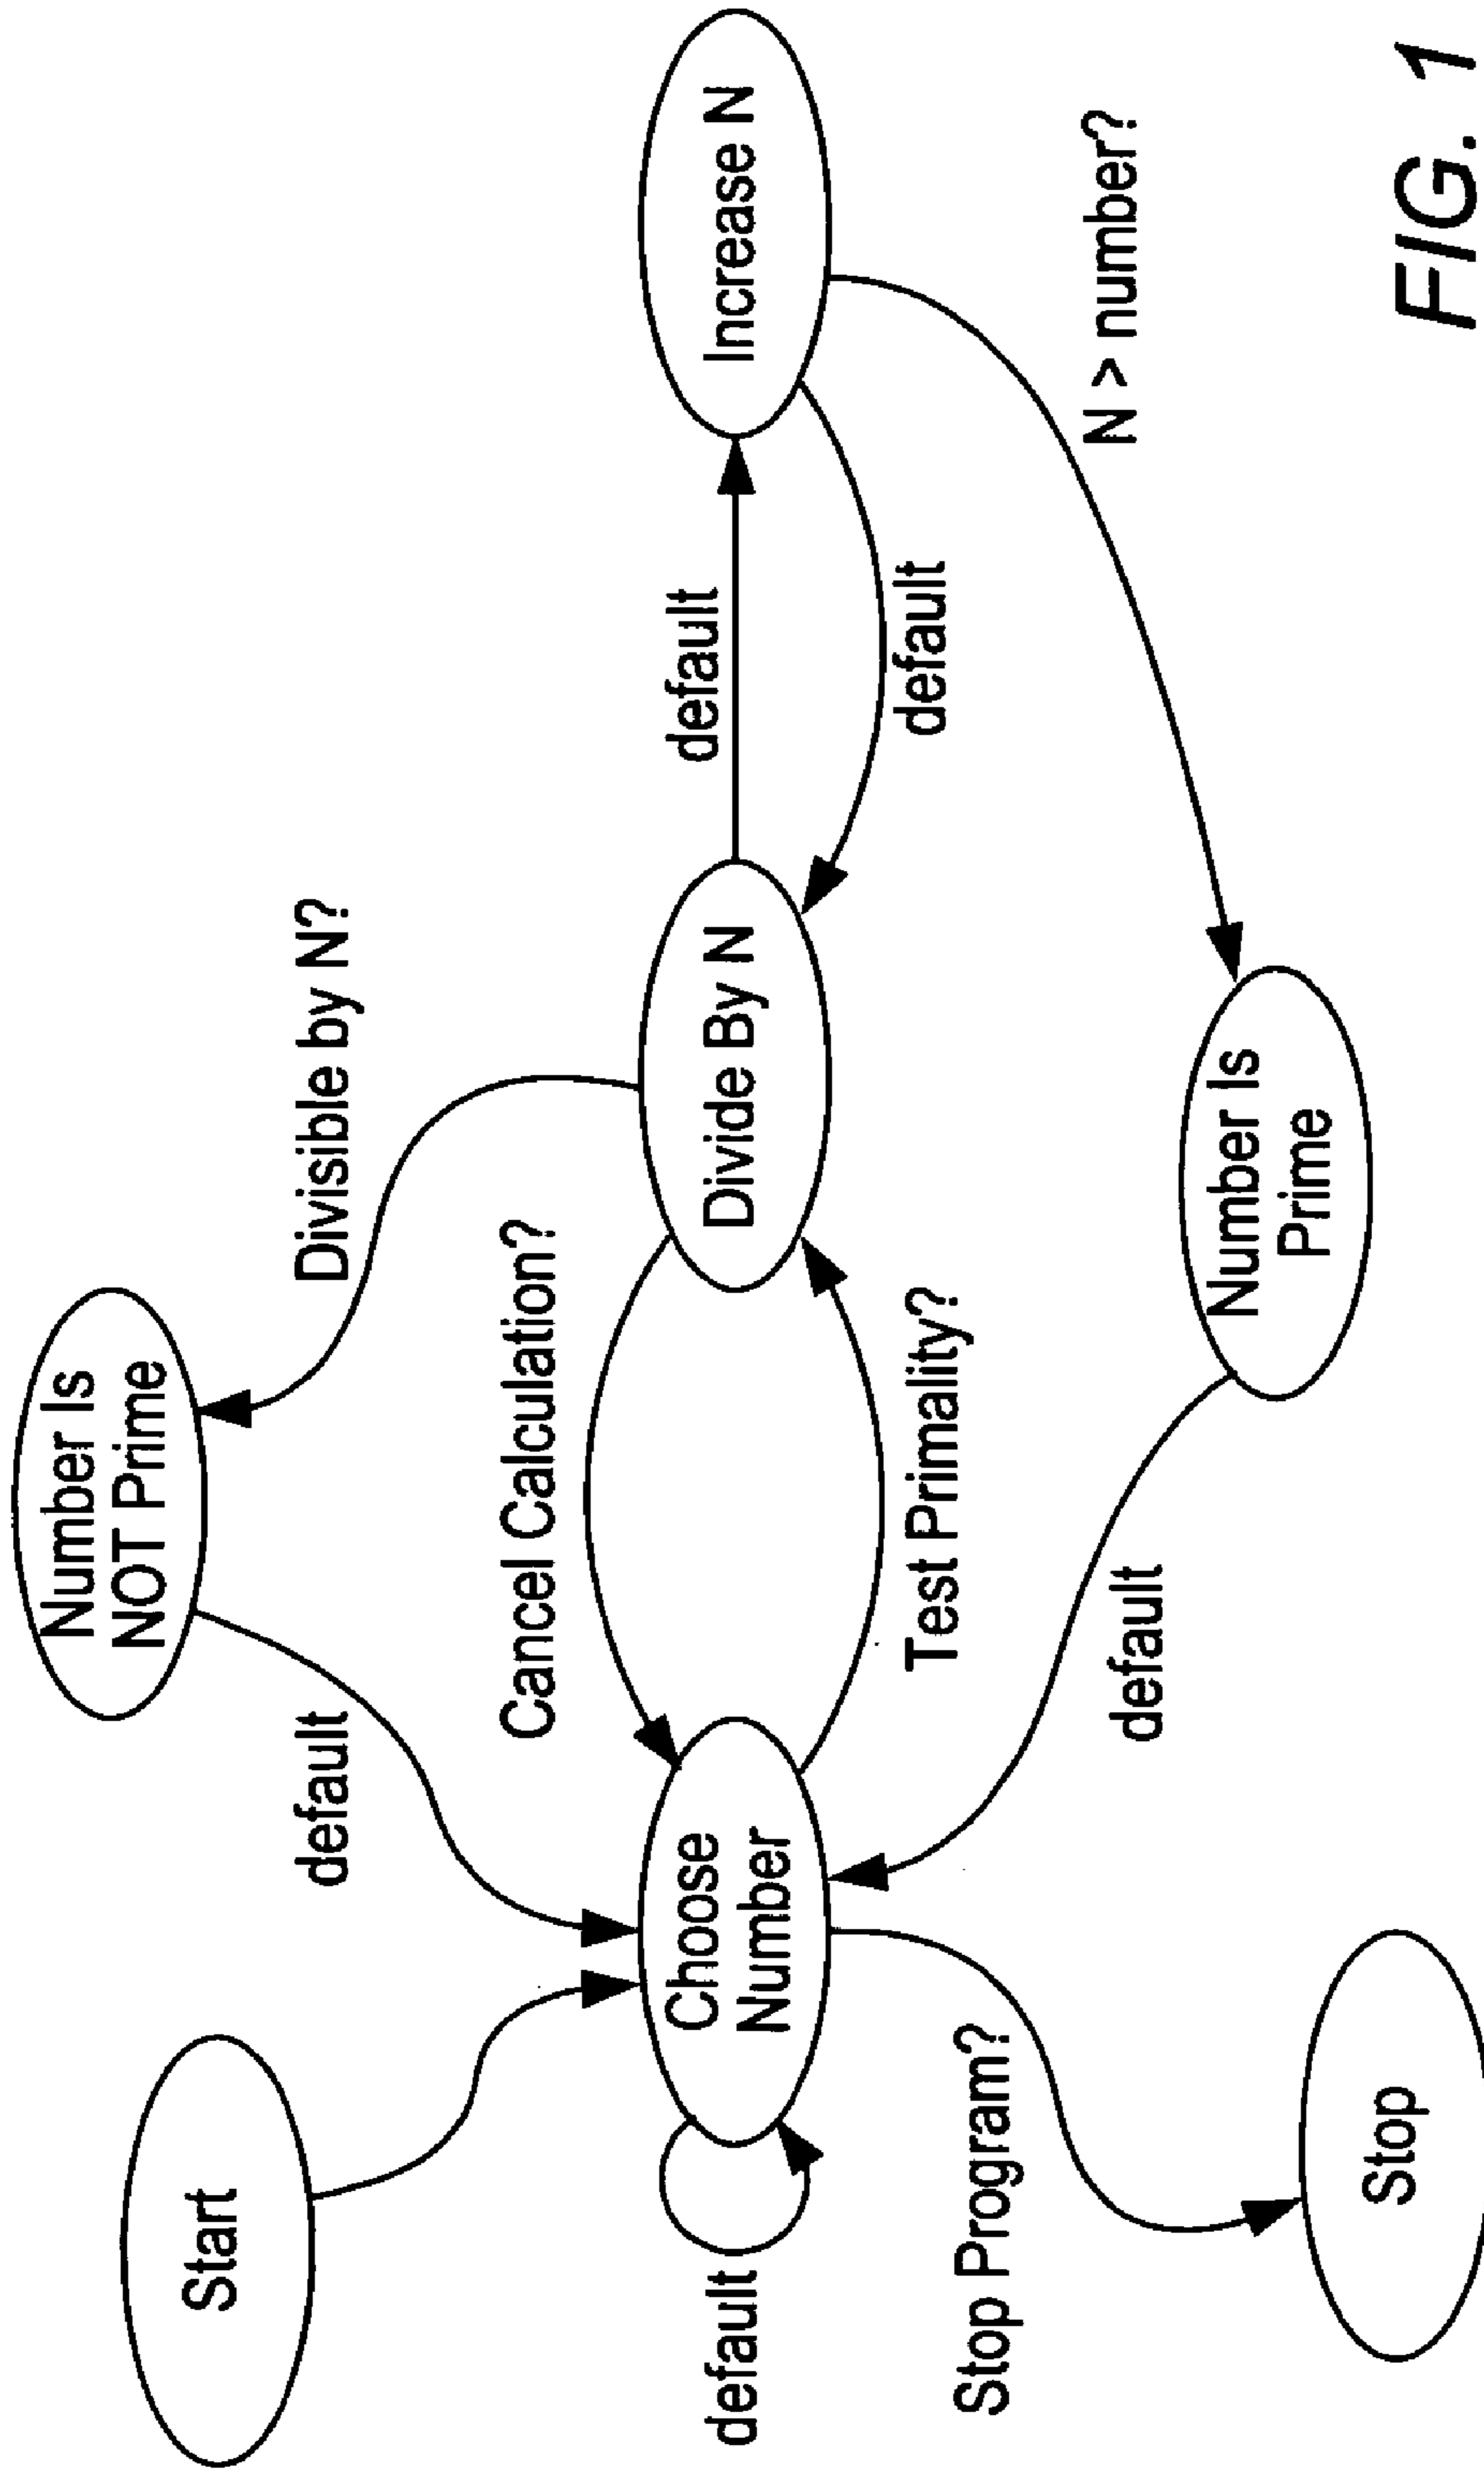 Number Is
NOT Prime
Start
default
Divisible by N?
Cancel Calculation?
default
Choose
Number
default
Divide By N
Increase N
Test Primality?
default
Stop Program?
default
N > number?
Number Is
Prime
Stop
FIG. 1